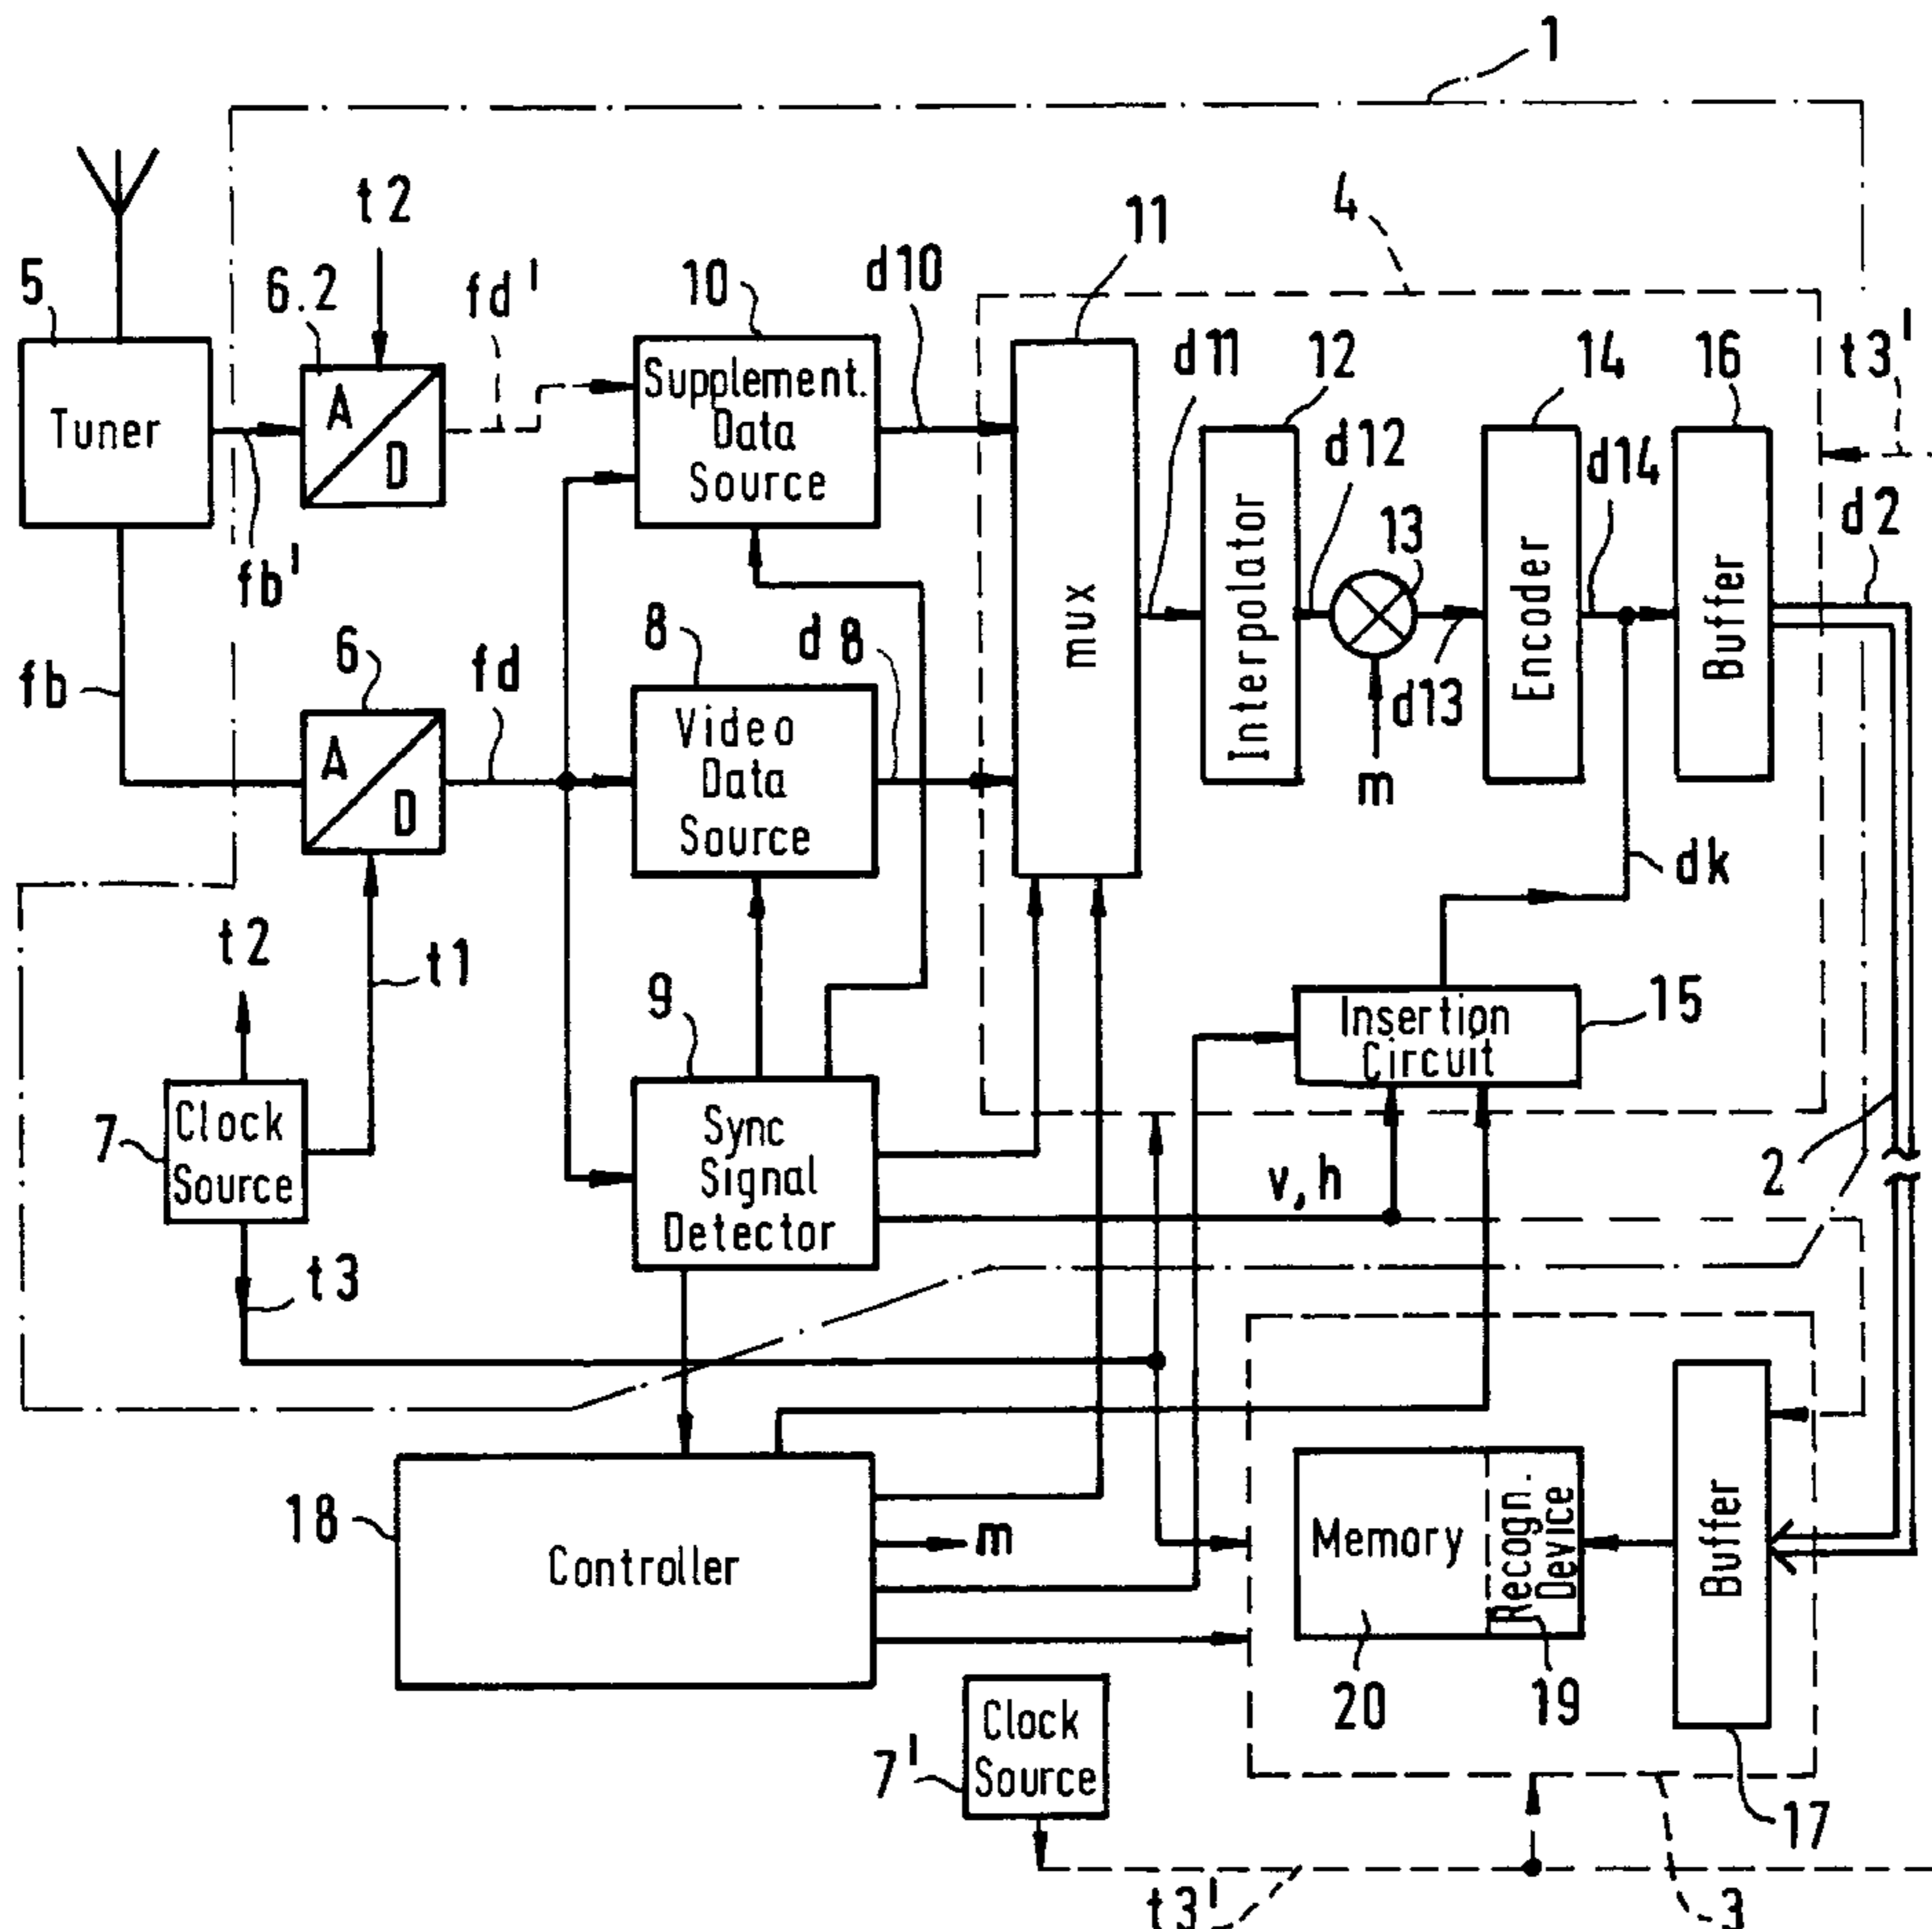 1
t2
4
11
5
6.2
fd'
10
d10
Tuner
A
D
Supplement.
Data
Source
mux
d11
12
d12
13
14
d14
16
t3'
d2
Interpolator
Encoder
Buffer
fb'
fb
6
fd
8
d8
A
D
Video
Data
Source
d13
m
dk
t2
t1
9
Insertion
Circuit
15
7
Clock
Source
Sync
Signal
Detector
v,h
2
t3
18
Controller
m
Memory
Recogn.
Device
Buffer
20
19
7'
Clock
Source
17
t3'
3